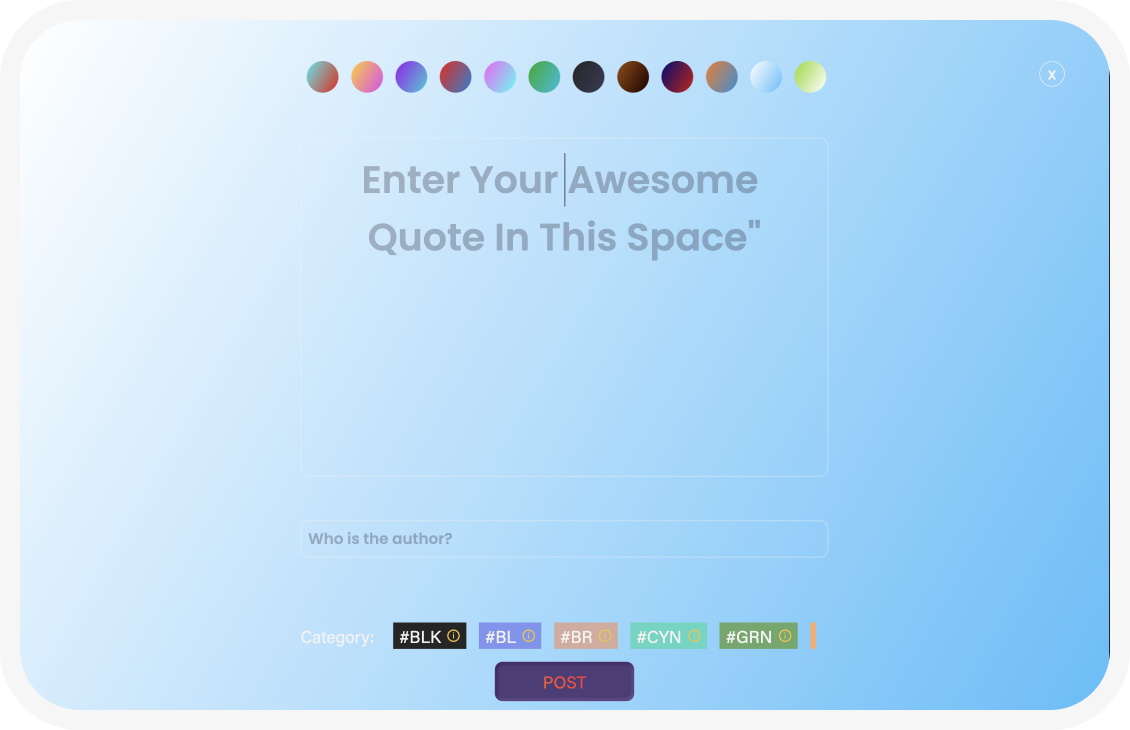 X
Enter Your Awesome
Quote In This Space"
Who is the author?
Category: #BLK #BL #BR #CYN #GRN
POST